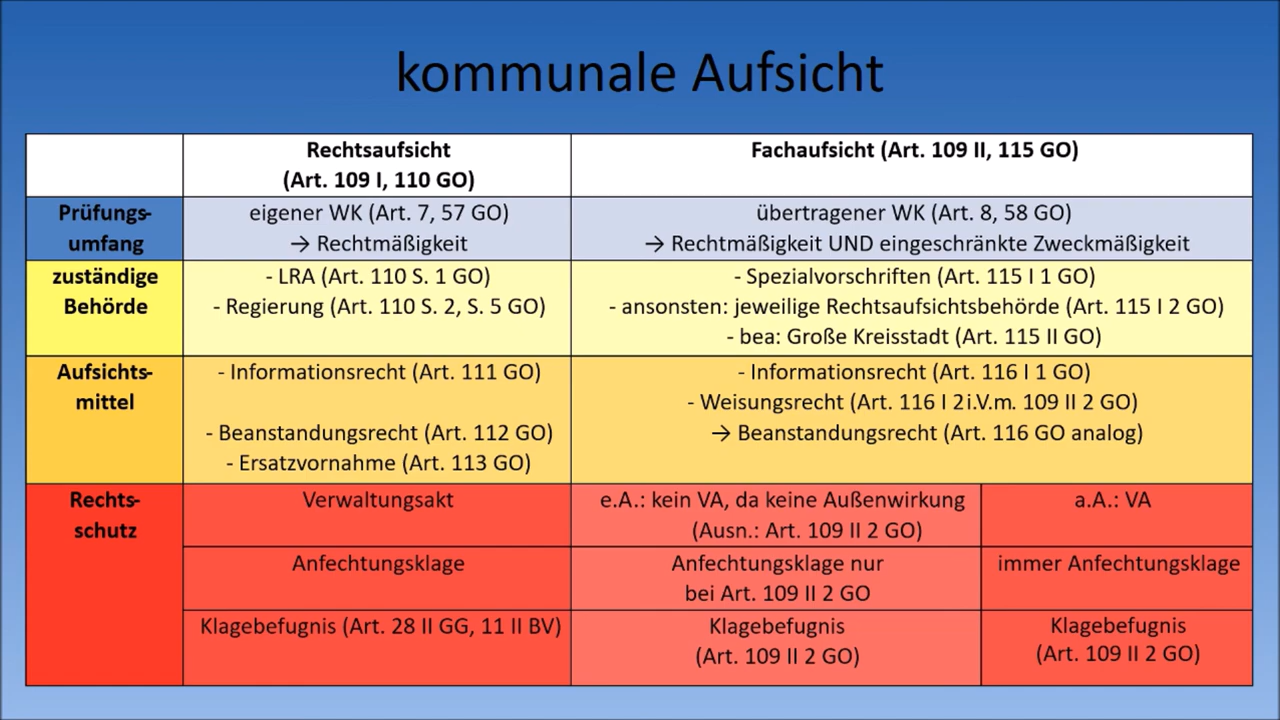 kommunale Aufsicht
Rechtsaufsicht
(Art. 109 I, 110 GO)
Fachaufsicht (Art. 109 II, 115 GO)
Prüfungs-
umfang
eigener WK (Art. 7, 57 GO)
→ Rechtmäßigkeit
übertragener WK (Art. 8, 58 GO)
→ Rechtmäßigkeit UND eingeschränkte Zweckmäßigkeit
zuständige
Behörde
- LRA (Art. 110 S. 1 GO)
- Regierung (Art. 110 S. 2, S. 5 GO)
- Spezialvorschriften (Art. 115 I 1 GO)
- ansonsten: jeweilige Rechtsaufsichtsbehörde (Art. 115 I 2 GO)
- bea: Große Kreisstadt (Art. 115 II GO)
Aufsichts-
mittel
- Informationsrecht (Art. 111 GO)
- Beanstandungsrecht (Art. 112 GO)
- Ersatzvornahme (Art. 113 GO)
- Informationsrecht (Art. 116 I 1 GO)
- Weisungsrecht (Art. 116 I 2i.V.m. 109 II 2 GO)
→ Beanstandungsrecht (Art. 116 GO analog)
Rechts-
schutz
Verwaltungsakt
e.A.: kein VA, da keine Außenwirkung
(Ausn.: Art. 109 II 2 GO)
a.A.: VA
Anfechtungsklage
Anfechtungsklage nur
bei Art. 109 II 2 GO
immer Anfechtungsklage
Klagebefugnis (Art. 28 II GG, 11 II BV)
Klagebefugnis
(Art. 109 II 2 GO)
Klagebefugnis
(Art. 109 II 2 GO)